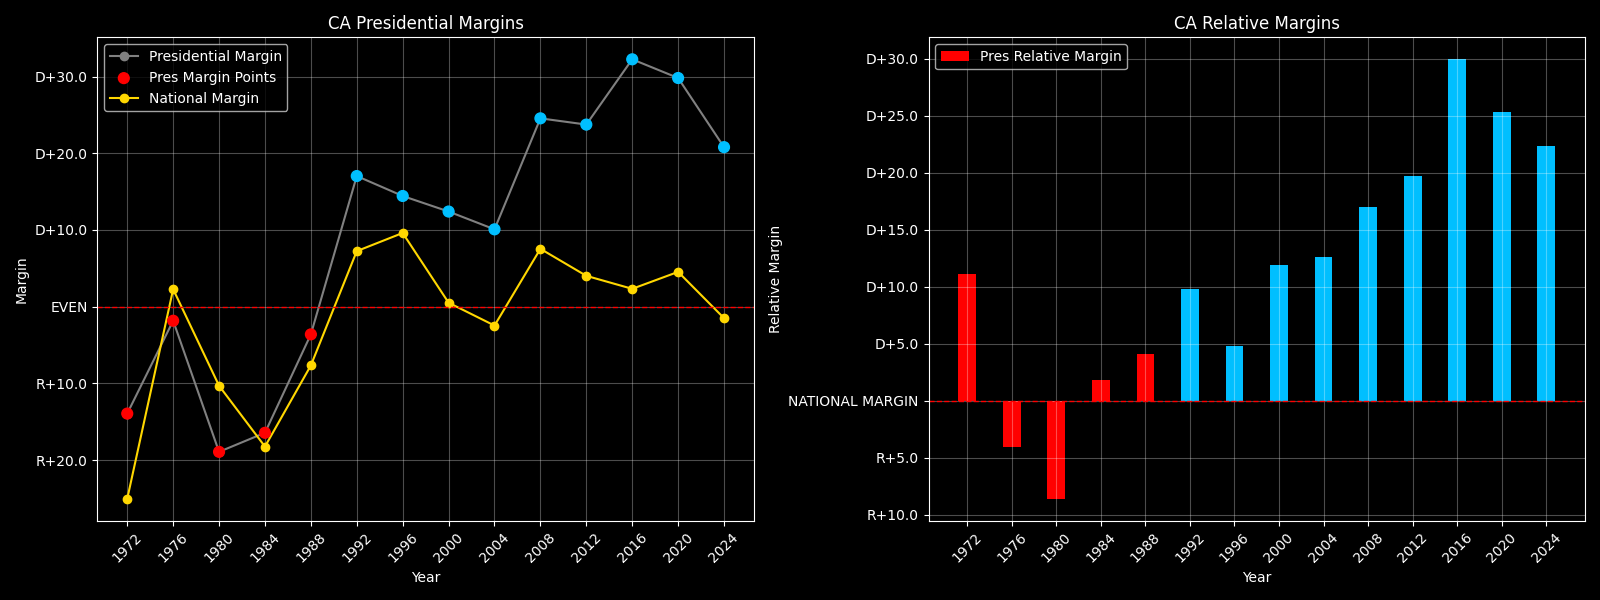 CA Presidential Margins
Presidential Margin
Pres Margin Points
National Margin
D+30.0
D+20.0
D+10.0
EVEN
R+10.0
R+20.0
Margin
1972
1976
1980
1984
1988
1992
1996
2000
2004
2008
2012
2016
2020
2024
Year
CA Relative Margins
Pres Relative Margin
D+30.0
D+25.0
D+20.0
D+15.0
D+10.0
D+5.0
NATIONAL MARGIN
R+5.0
R+10.0
Relative Margin
1972
1976
1980
1984
1988
1992
1996
2000
2004
2008
2012
2016
2020
2024
Year